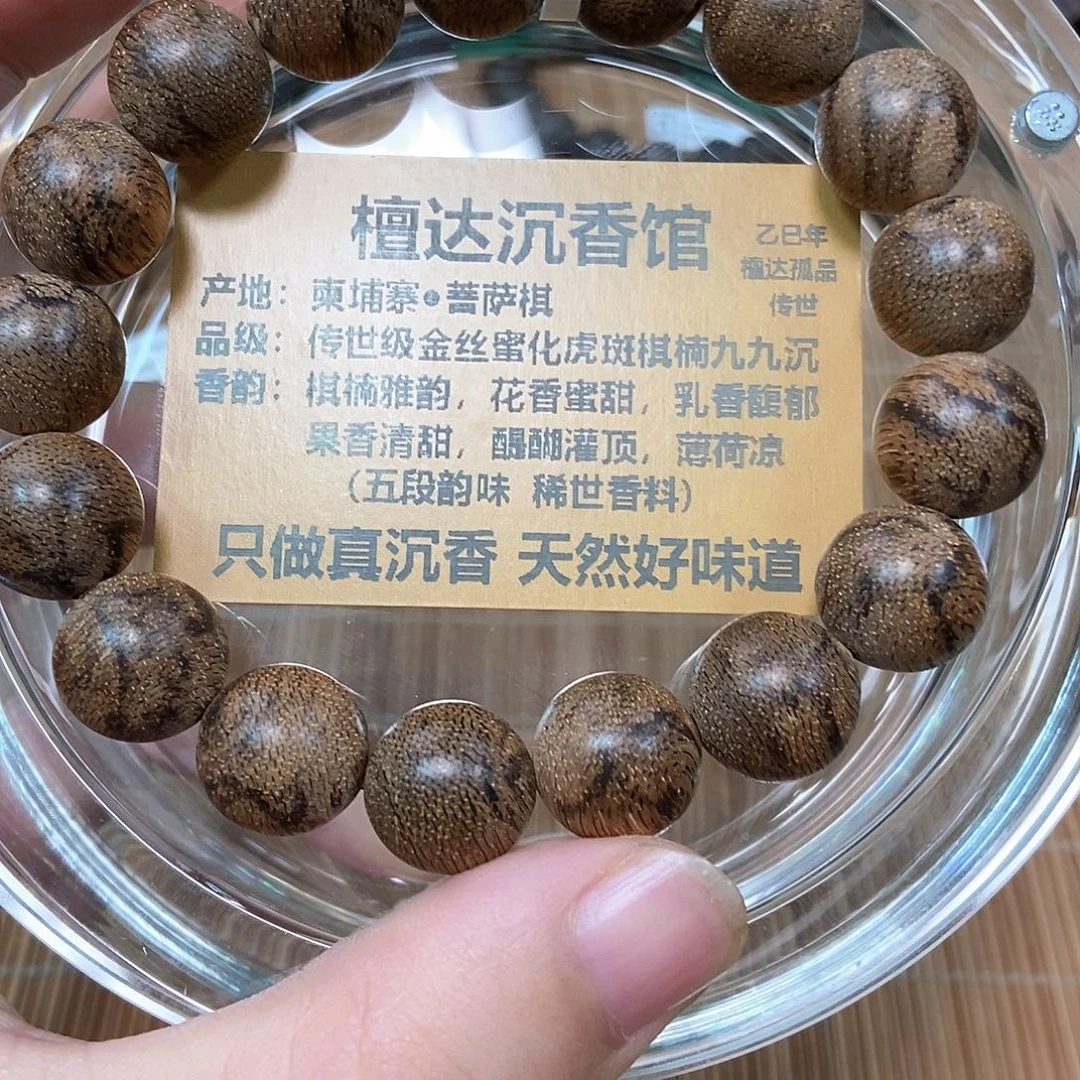 檀达沉香馆
乙巳年
檀达孤品
传世
产地：柬埔寨·菩萨棋
品级：传世级金丝蜜化虎斑棋楠九九沉
香韵：棋楠雅韵，花香蜜甜，乳香馥郁
果香清甜，醍醐灌顶，薄荷凉
（五段韵味 稀世香料）
只做真沉香 天然好味道